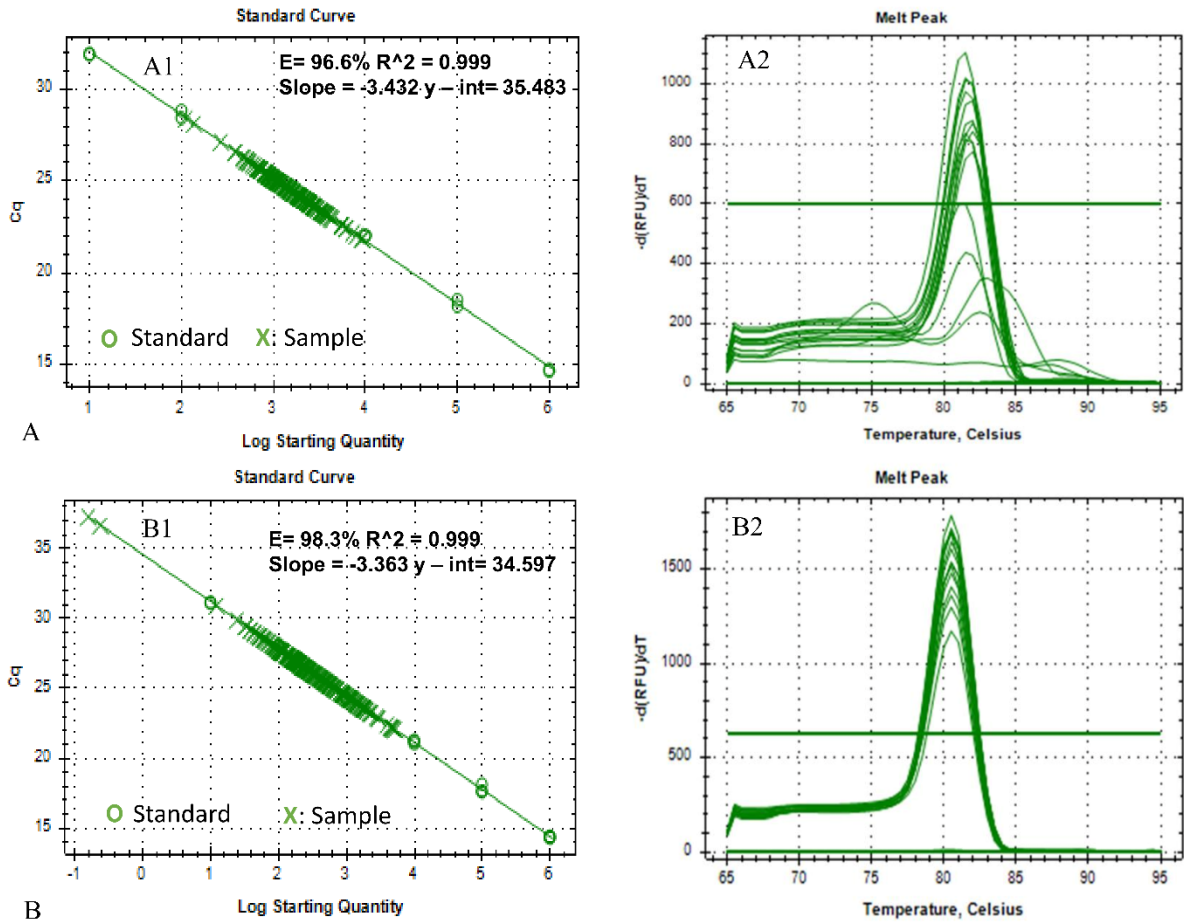 A
Standard Curve
A1
E= 96.6% R^2 = 0.999
Slope = -3.432 y – int= 35.483
Cq
30
25
20
15
O Standard X: Sample
1 2 3 4 5 6
Log Starting Quantity
Melt Peak
A2
-d(RFU)/dT
1000
800
600
400
200
0
65 70 75 80 85 90 95
Temperature, Celsius
A
Standard Curve
B1
E= 98.3% R^2 = 0.999
Slope = -3.363 y – int= 34.597
Cq
35
30
25
20
15
O Standard X: Sample
-1 0 1 2 3 4 5 6
Log Starting Quantity
Melt Peak
B2
-d(RFU)/dT
1500
1000
500
0
65 70 75 80 85 90 95
Temperature, Celsius
B